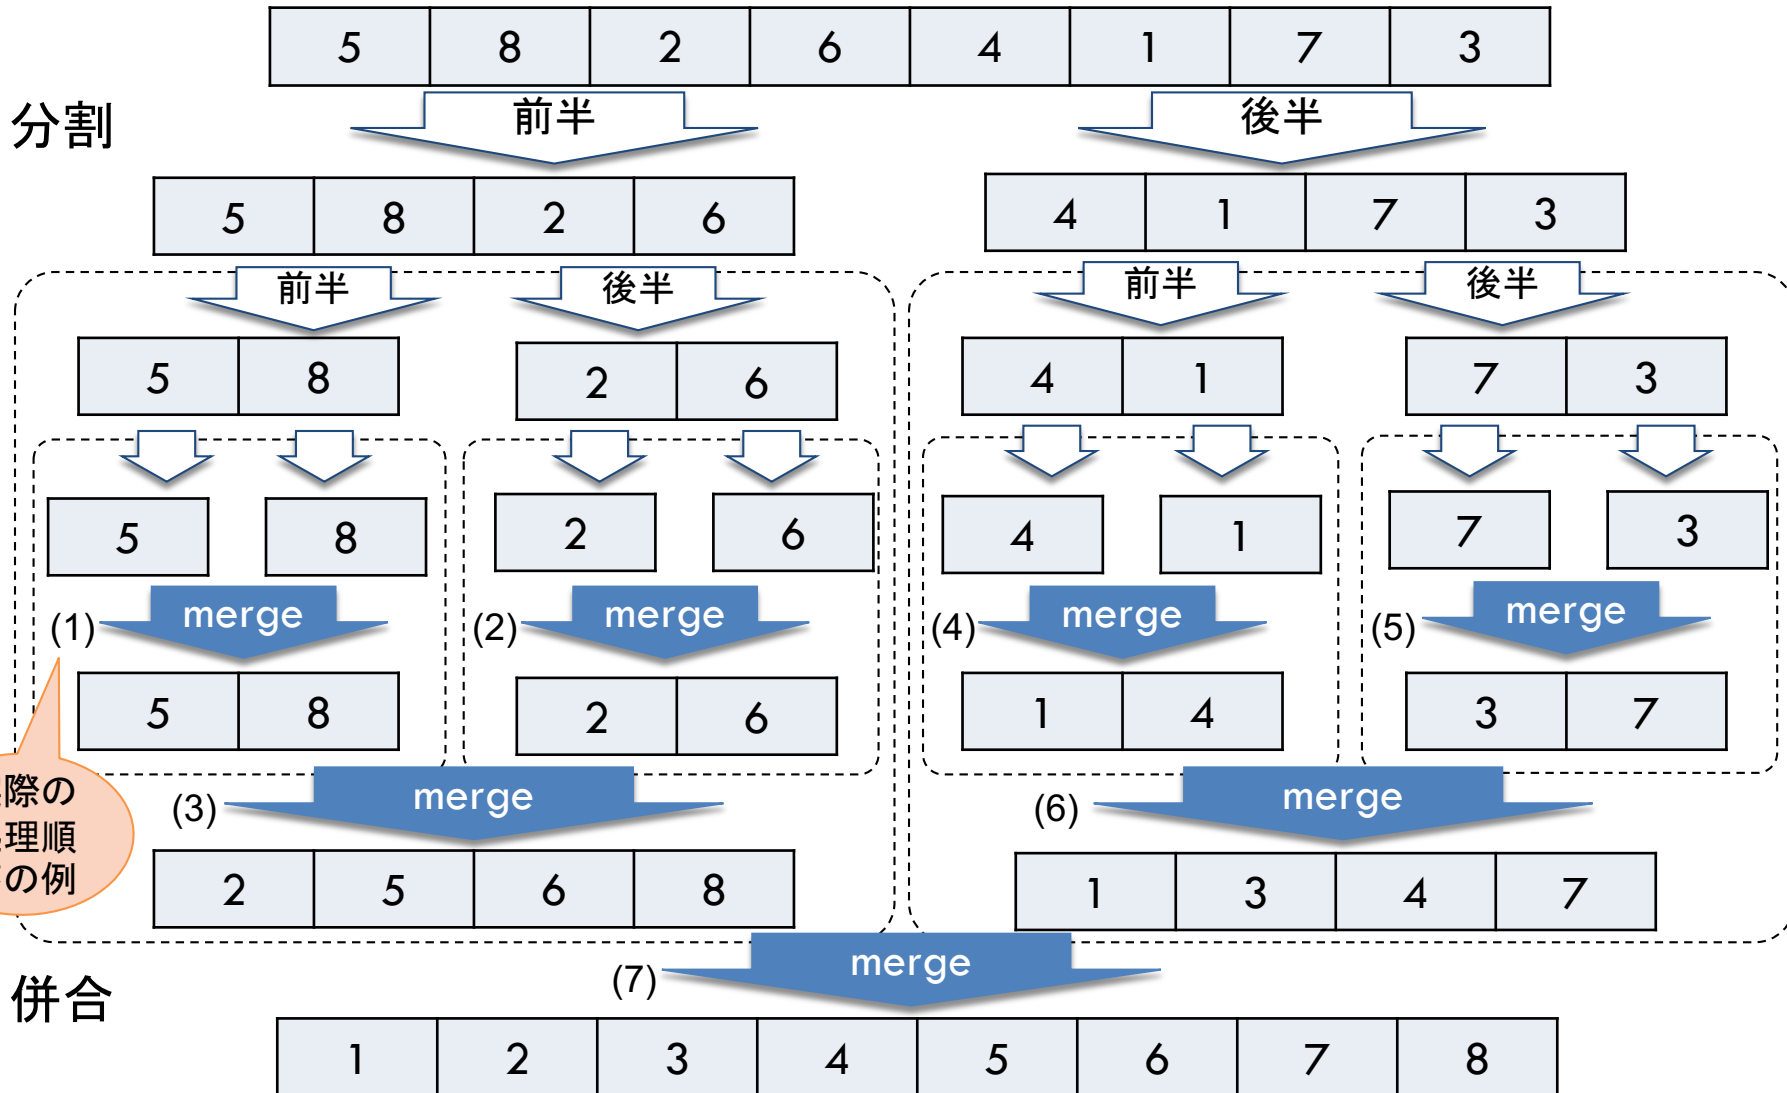 5 8 2 6 4 1 7 3
分割
前半 後半
5 8 2 6 4 1 7 3
前半 後半 前半 後半
5 8 2 6 4 1 7 3
5 8 2 6 4 1 7 3
(1) merge (2) merge (4) merge (5) merge
5 8 2 6 1 4 3 7
際の
理順
の例
(3) merge (6) merge
2 5 6 8 1 3 4 7
(7) merge
併合
1 2 3 4 5 6 7 8